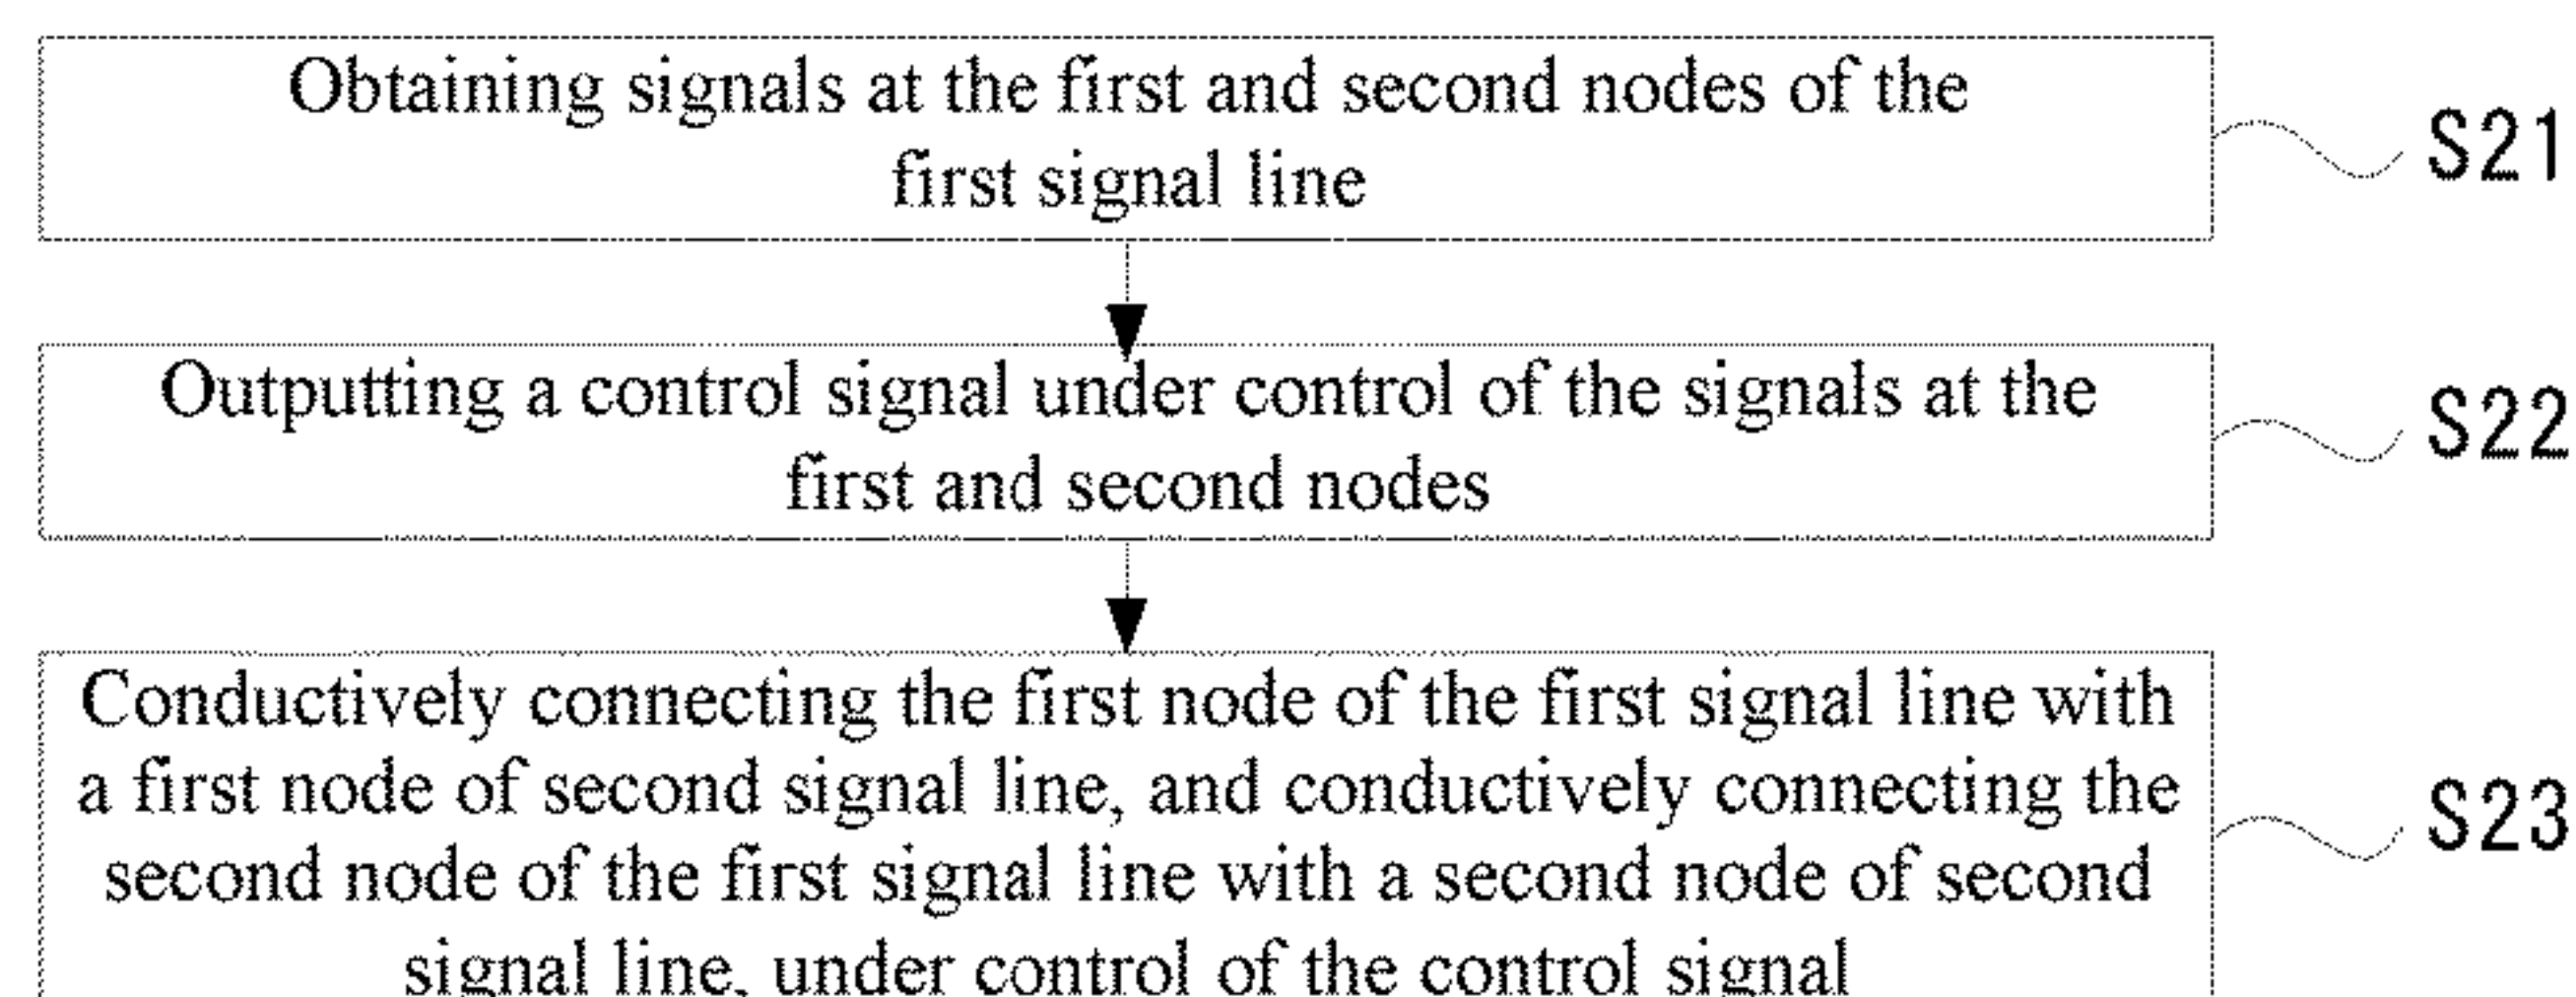 Obtaining signals at the first and second nodes of the
first signal line
S21
Outputting a control signal under control of the signals at the
first and second nodes
S22
Conductively connecting the first node of the first signal line with
a first node of second signal line, and conductively connecting the
second node of the first signal line with a second node of second
signal line, under control of the control signal
S23